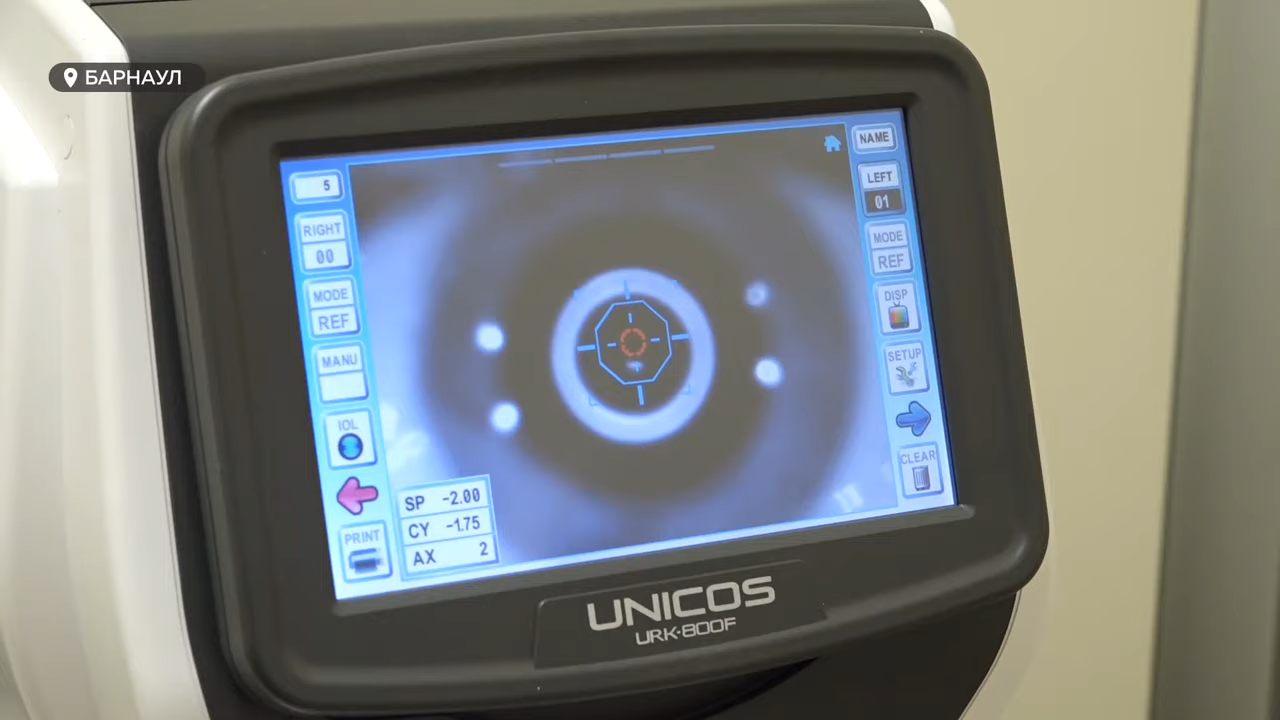 БАРНАУЛ
5
RIGHT
00
MODE
REF
MANU
IOL
PRINT
SP -2.00
CY -1.75
AX 2
NAME
LEFT
01
MODE
REF
DISP
SETUP
CLEAR
UNICOS
URK-800F